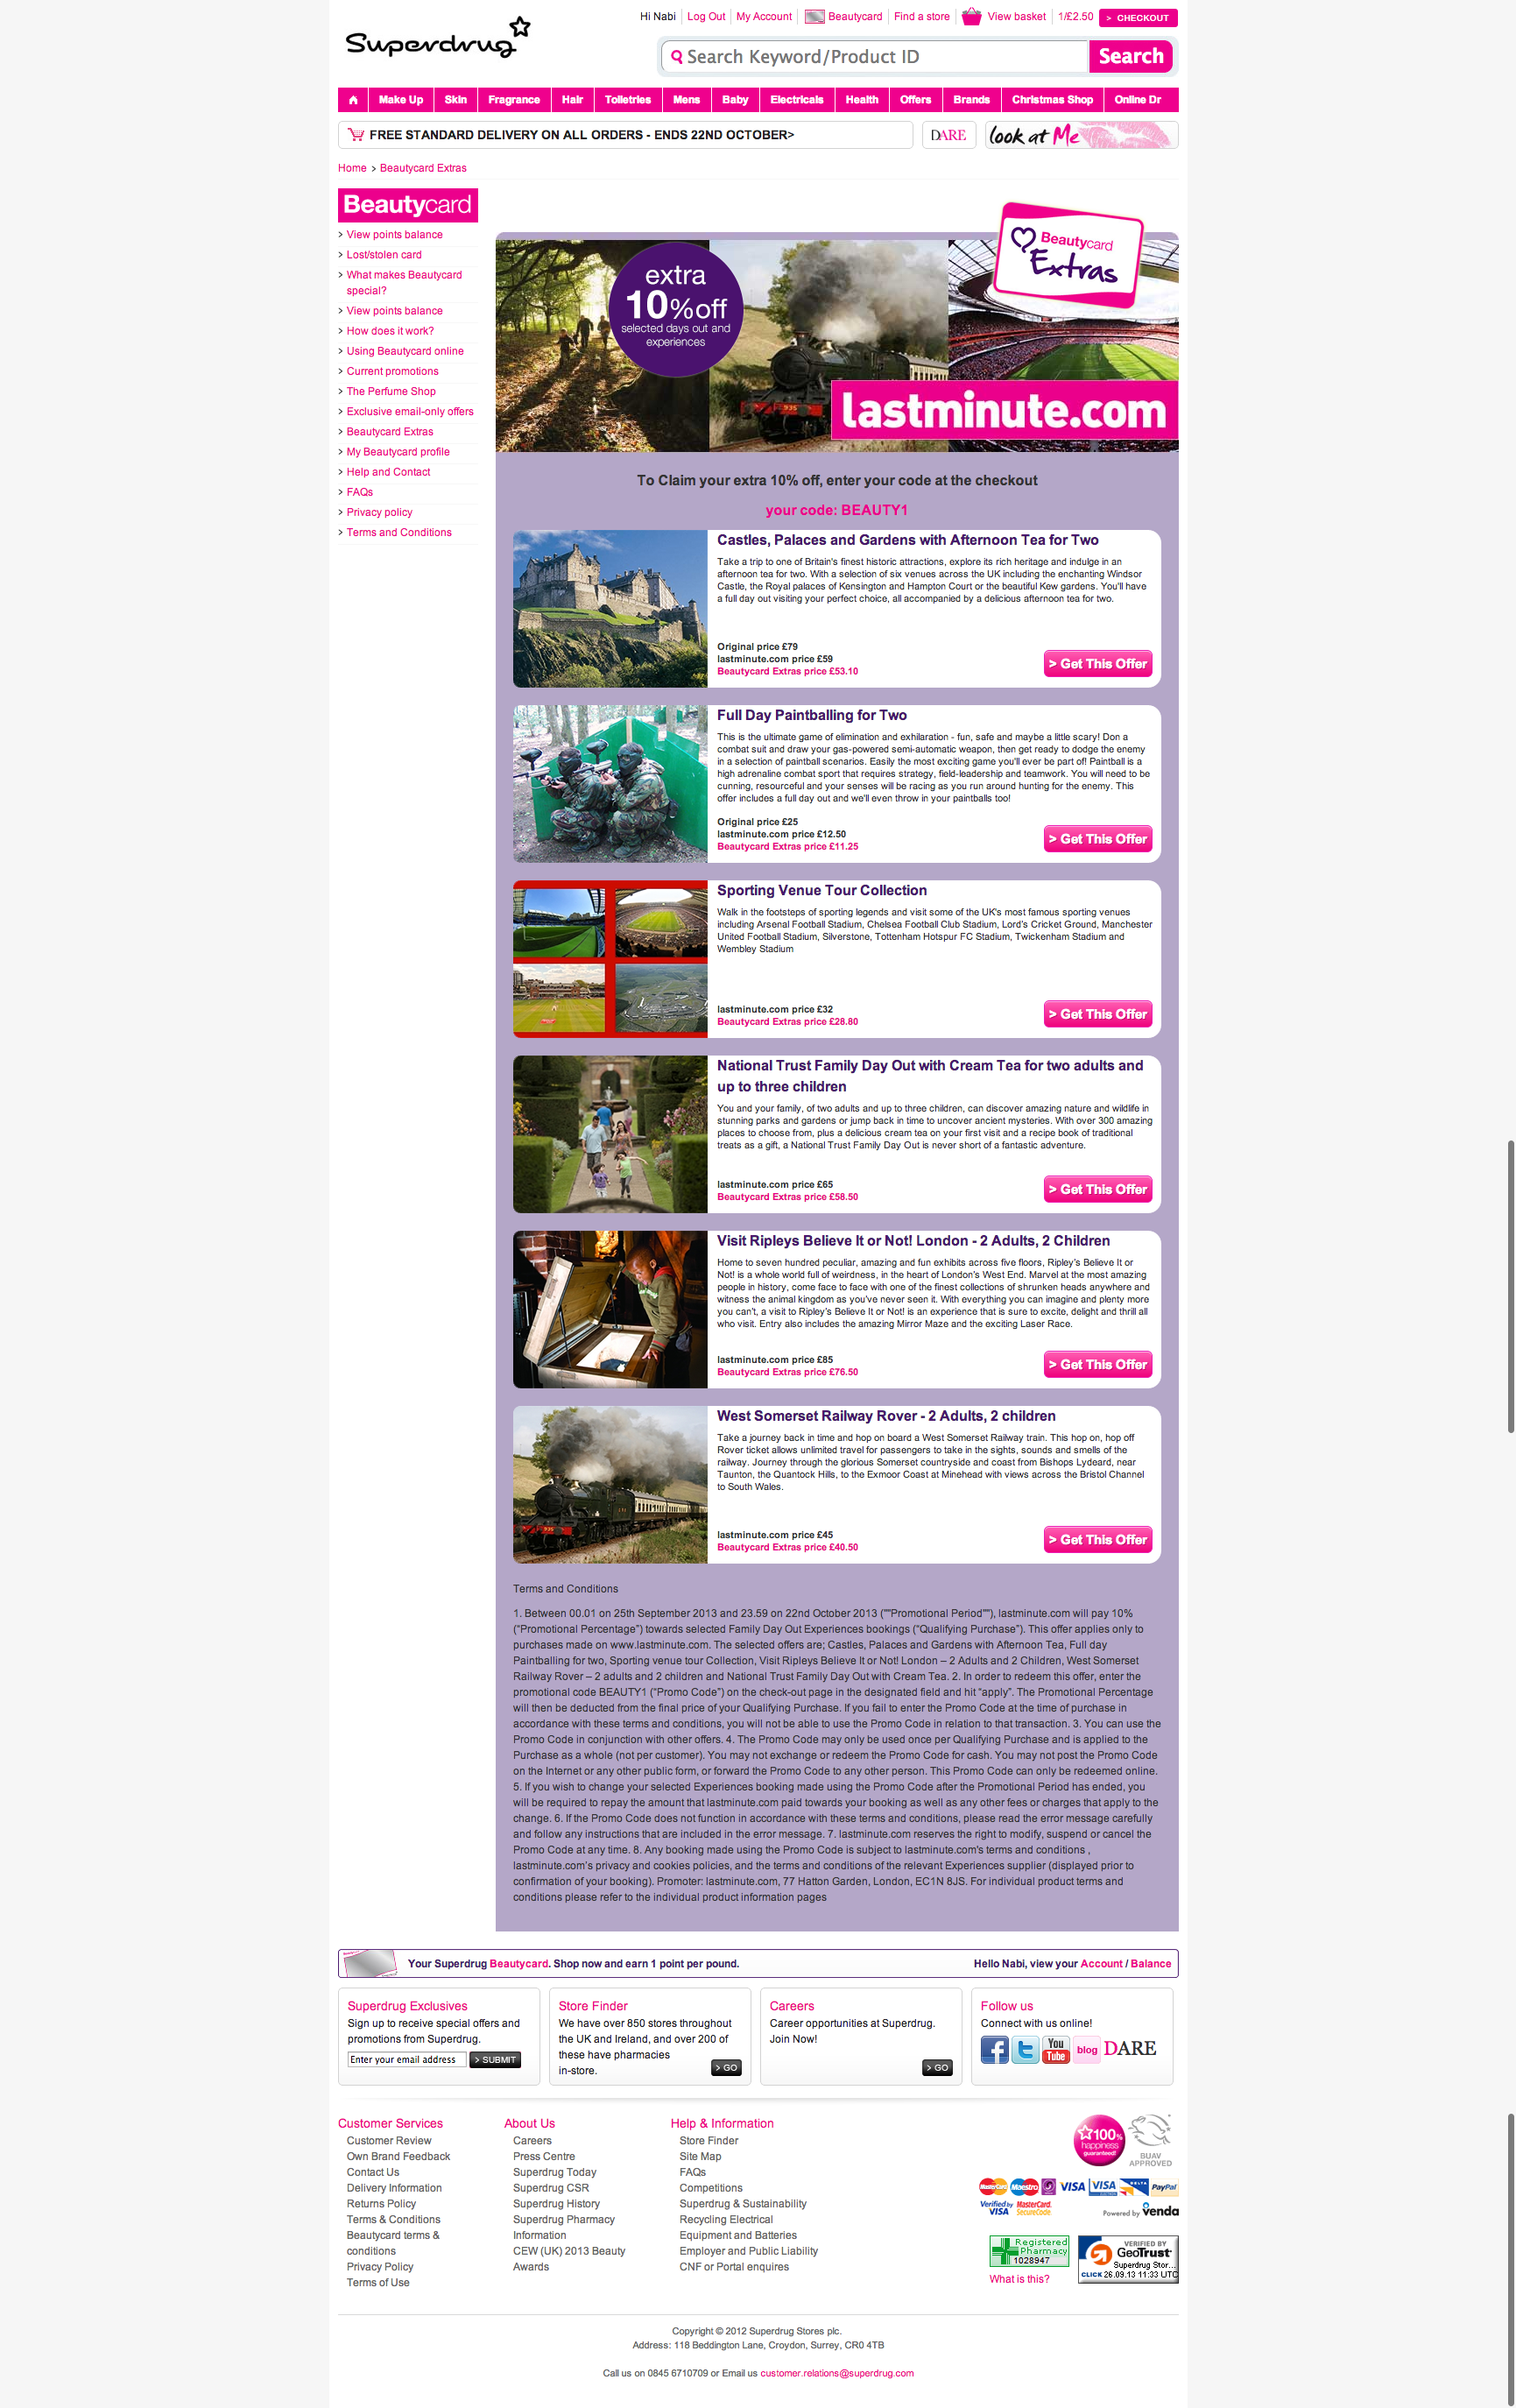 Superdrug
Hi Nabi Log Out My Account Beautycard Find a store View basket 1/£2.50 > CHECKOUT
Search Keyword/Product ID Search
Make Up Skin Fragrance Hair Toiletries Mens Baby Electricals Health Offers Brands Christmas Shop Online Dr
FREE STANDARD DELIVERY ON ALL ORDERS - ENDS 22ND OCTOBER>
DARE
look at Me
Home > Beautycard Extras
Beautycard
> View points balance
> Lost/stolen card
> What makes Beautycard
special?
> View points balance
> How does it work?
> Using Beautycard online
> Current promotions
> The Perfume Shop
> Exclusive email-only offers
> Beautycard Extras
> My Beautycard profile
> Help and Contact
> FAQs
> Privacy policy
> Terms and Conditions
Beautycard
Extras
extra
10%off
selected days out and
experiences
935
lastminute.com
To Claim your extra 10% off, enter your code at the checkout
your code: BEAUTY1
Castles, Palaces and Gardens with Afternoon Tea for Two
Take a trip to one of Britain's finest historic attractions, explore its rich heritage and indulge in an
afternoon tea for two. With a selection of six venues across the UK including the enchanting Windsor
Castle, the Royal palaces of Kensington and Hampton Court or the beautiful Kew gardens. You'll have
a full day out visiting your perfect choice, all accompanied by a delicious afternoon tea for two.
Original price £79
lastminute.com price £59
Beautycard Extras price £53.10
> Get This Offer
Full Day Paintballing for Two
This is the ultimate game of elimination and exhilaration - fun, safe and maybe a little scary! Don a
combat suit and draw your gas-powered semi-automatic weapon, then get ready to dodge the enemy
in a selection of paintball scenarios. Easily the most exciting game you'll ever be part of! Paintball is a
high adrenaline combat sport that requires strategy, field-leadership and teamwork. You will need to be
cunning, resourceful and your senses will be racing as you run around hunting for the enemy. This
offer includes a full day out and we'll even throw in your paintballs too!
Original price £25
lastminute.com price £12.50
Beautycard Extras price £11.25
> Get This Offer
Sporting Venue Tour Collection
Walk in the footsteps of sporting legends and visit some of the UK's most famous sporting venues
including Arsenal Football Stadium, Chelsea Football Club Stadium, Lord's Cricket Ground, Manchester
United Football Stadium, Silverstone, Tottenham Hotspur FC Stadium, Twickenham Stadium and
Wembley Stadium
lastminute.com price £32
Beautycard Extras price £28.80
> Get This Offer
National Trust Family Day Out with Cream Tea for two adults and
up to three children
You and your family, of two adults and up to three children, can discover amazing nature and wildlife in
stunning parks and gardens or jump back in time to uncover ancient mysteries. With over 300 amazing
places to choose from, plus a delicious cream tea on your first visit and a recipe book of traditional
treats as a gift, a National Trust Family Day Out is never short of a fantastic adventure.
lastminute.com price £65
Beautycard Extras price £58.50
> Get This Offer
Visit Ripleys Believe It or Not! London - 2 Adults, 2 Children
Home to seven hundred peculiar, amazing and fun exhibits across five floors, Ripley's Believe It or
Not! is a whole world full of weirdness, in the heart of London's West End. Marvel at the most amazing
people in history, come face to face with one of the finest collections of shrunken heads anywhere and
witness the animal kingdom as you've never seen it. With everything you can imagine and plenty more
you can't, a visit to Ripley's Believe It or Not! is an experience that is sure to excite, delight and thrill all
who visit. Entry also includes the amazing Mirror Maze and the exciting Laser Race.
lastminute.com price £85
Beautycard Extras price £76.50
> Get This Offer
West Somerset Railway Rover - 2 Adults, 2 children
Take a journey back in time and hop on board a West Somerset Railway train. This hop on, hop off
Rover ticket allows unlimited travel for passengers to take in the sights, sounds and smells of the
railway. Journey through the glorious Somerset countryside and coast from Bishops Lydeard, near
Taunton, the Quantock Hills, to the Exmoor Coast at Minehead with views across the Bristol Channel
to South Wales.
lastminute.com price £45
Beautycard Extras price £40.50
> Get This Offer
935
Terms and Conditions
1. Between 00.01 on 25th September 2013 and 23.59 on 22nd October 2013 (""Promotional Period""), lastminute.com will pay 10%
("Promotional Percentage") towards selected Family Day Out Experiences bookings ("Qualifying Purchase"). This offer applies only to
purchases made on www.lastminute.com. The selected offers are; Castles, Palaces and Gardens with Afternoon Tea, Full day
Paintballing for two, Sporting venue tour Collection, Visit Ripleys Believe It or Not! London – 2 Adults and 2 Children, West Somerset
Railway Rover – 2 adults and 2 children and National Trust Family Day Out with Cream Tea. 2. In order to redeem this offer, enter the
promotional code BEAUTY1 ("Promo Code") on the check-out page in the designated field and hit "apply". The Promotional Percentage
will then be deducted from the final price of your Qualifying Purchase. If you fail to enter the Promo Code at the time of purchase in
accordance with these terms and conditions, you will not be able to use the Promo Code in relation to that transaction. 3. You can use the
Promo Code in conjunction with other offers. 4. The Promo Code may only be used once per Qualifying Purchase and is applied to the
Purchase as a whole (not per customer). You may not exchange or redeem the Promo Code for cash. You may not post the Promo Code
on the Internet or any other public form, or forward the Promo Code to any other person. This Promo Code can only be redeemed online.
5. If you wish to change your selected Experiences booking made using the Promo Code after the Promotional Period has ended, you
will be required to repay the amount that lastminute.com paid towards your booking as well as any other fees or charges that apply to the
change. 6. If the Promo Code does not function in accordance with these terms and conditions, please read the error message carefully
and follow any instructions that are included in the error message. 7. lastminute.com reserves the right to modify, suspend or cancel the
Promo Code at any time. 8. Any booking made using the Promo Code is subject to lastminute.com's terms and conditions ,
lastminute.com's privacy and cookies policies, and the terms and conditions of the relevant Experiences supplier (displayed prior to
confirmation of your booking). Promoter: lastminute.com, 77 Hatton Garden, London, EC1N 8JS. For individual product terms and
conditions please refer to the individual product information pages
Your Superdrug Beautycard. Shop now and earn 1 point per pound. Hello Nabi, view your Account / Balance
Superdrug Exclusives
Sign up to receive special offers and
promotions from Superdrug.
Enter your email address > SUBMIT
Store Finder
We have over 850 stores throughout
the UK and Ireland, and over 200 of
these have pharmacies
in-store.
> GO
Careers
Career opportunities at Superdrug.
Join Now!
> GO
Follow us
Connect with us online!
You Tube blog DARE
Customer Services
Customer Review
Own Brand Feedback
Contact Us
Delivery Information
Returns Policy
Terms & Conditions
Beautycard terms &
conditions
Privacy Policy
Terms of Use
About Us
Careers
Press Centre
Superdrug Today
Superdrug CSR
Superdrug History
Superdrug Pharmacy
Information
CEW (UK) 2013 Beauty
Awards
Help & Information
Store Finder
Site Map
FAQs
Competitions
Superdrug & Sustainability
Recycling Electrical
Equipment and Batteries
Employer and Public Liability
CNF or Portal enquires
100%
happiness
guaranteed!
BUAV
APPROVED
MasterCard Maestro VISA VISA DELTA PayPal
Verified by VISA MasterCard. SecureCode Powered by venda
Registered
Pharmacy
1028947
What is this?
VERIFIED BY
GeoTrust
Superdrug Stor...
CLICK 26.09.13 11:33 UTC
Copyright © 2012 Superdrug Stores plc.
Address: 118 Beddington Lane, Croydon, Surrey, CR0 4TB
Call us on 0845 6710709 or Email us customer.relations@superdrug.com